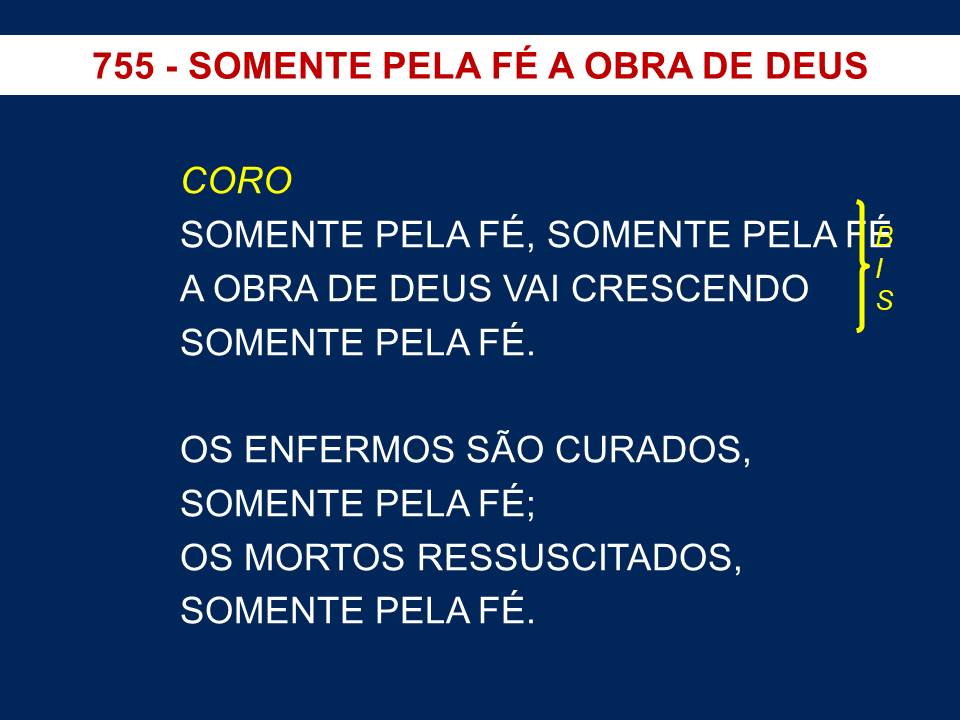 755 - SOMENTE PELA FÉ A OBRA DE DEUS
CORO
SOMENTE PELA FÉ, SOMENTE PELA FÉ
A OBRA DE DEUS VAI CRESCENDO
SOMENTE PELA FÉ.
B
I
S
OS ENFERMOS SÃO CURADOS,
SOMENTE PELA FÉ;
OS MORTOS RESSUSCITADOS,
SOMENTE PELA FÉ.